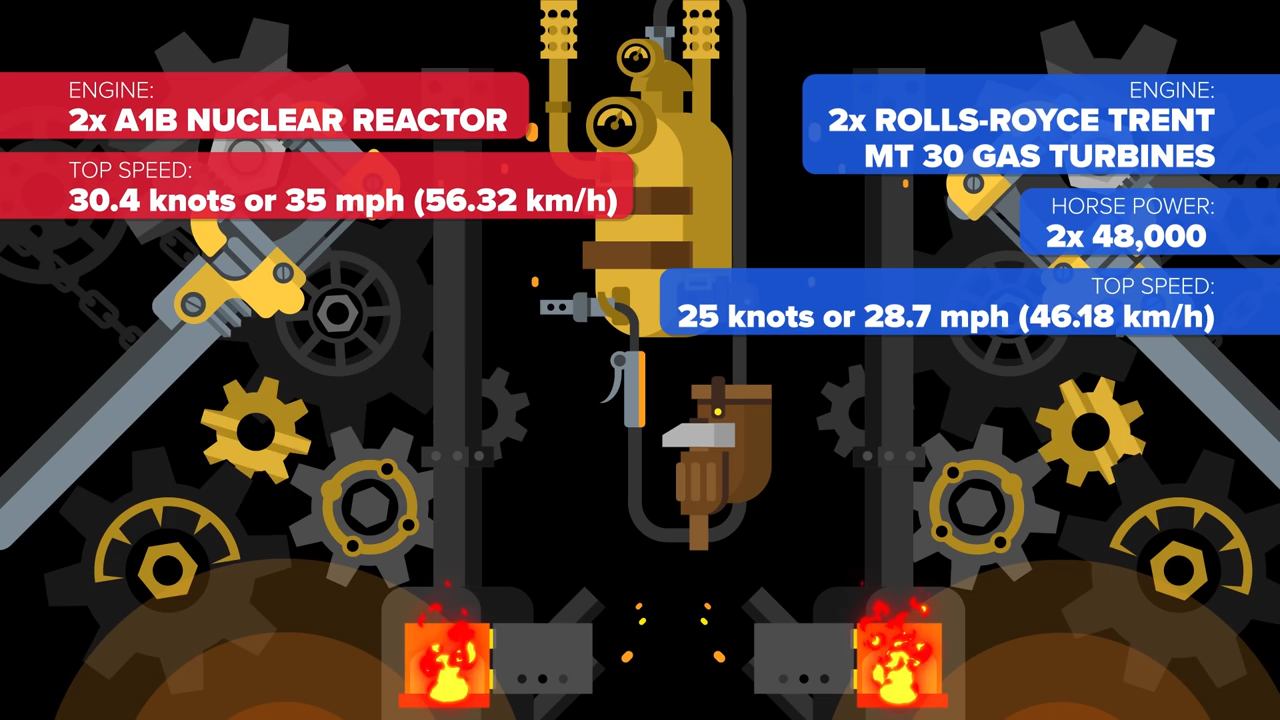 ENGINE:
2x A1B NUCLEAR REACTOR
TOP SPEED:
30.4 knots or 35 mph (56.32 km/h)
ENGINE:
2x ROLLS-ROYCE TRENT
MT 30 GAS TURBINES
HORSE POWER:
2x 48,000
TOP SPEED:
25 knots or 28.7 mph (46.18 km/h)